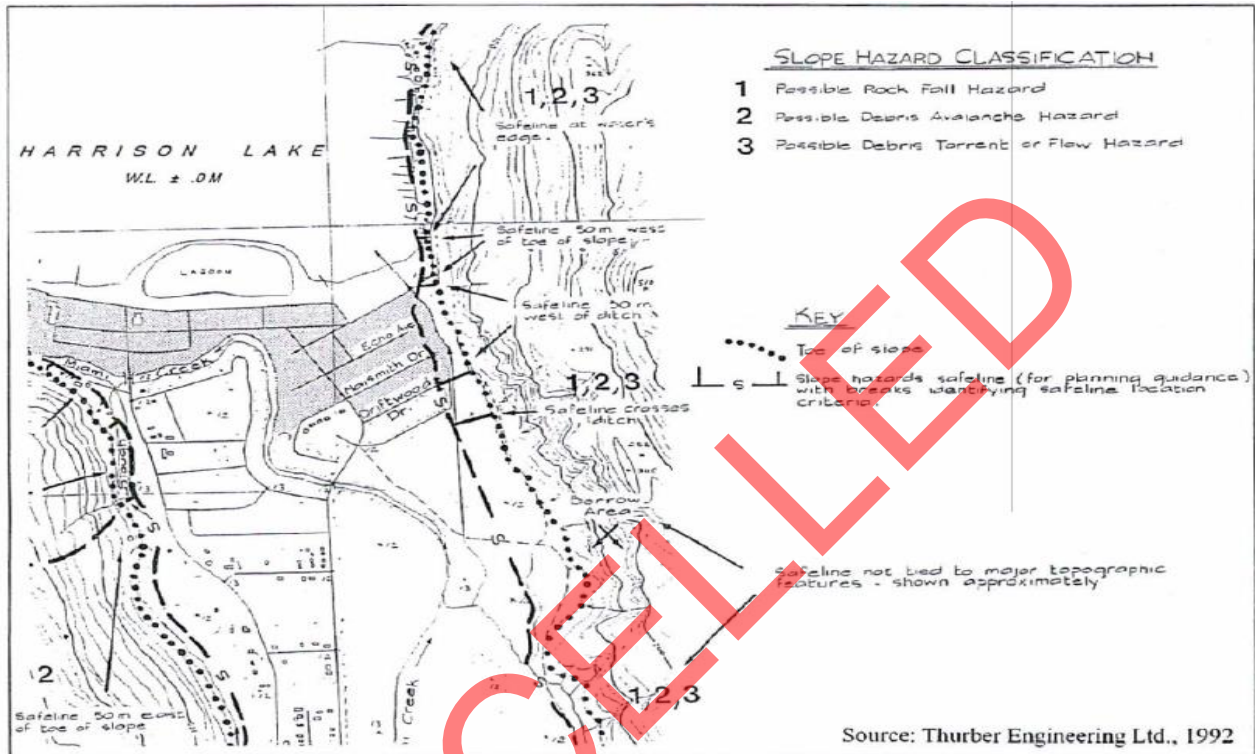 SLOPE HAZARD CLASSIFICATION
1 Possible Rock Fall Hazard
2 Possible Debris Avalanche Hazard
3 Possible Debris Torrent or Flow Hazard
HARRISON LAKE
W.L. ± .0M
1,2,3
Safeline at water's
edge.
Safeline 50m west
of toe of slope
LAGOON
Safeline 50m
west of ditch
KEY
Toe of slope
S
Slope hazards safeline (for planning guidance)
with breaks identifying safeline location
criteria.
Echo Ave
Naismith Dr.
Driftwood
Dr.
Miami Creek
1,2,3
Safeline crosses
ditch
Slough
Borrow
Area
Safeline not tied to major topographic
features - shown approximately
2
Safeline 50m east
of toe of slope
Creek
1,2,3
CELLED
Source: Thurber Engineering Ltd., 1992